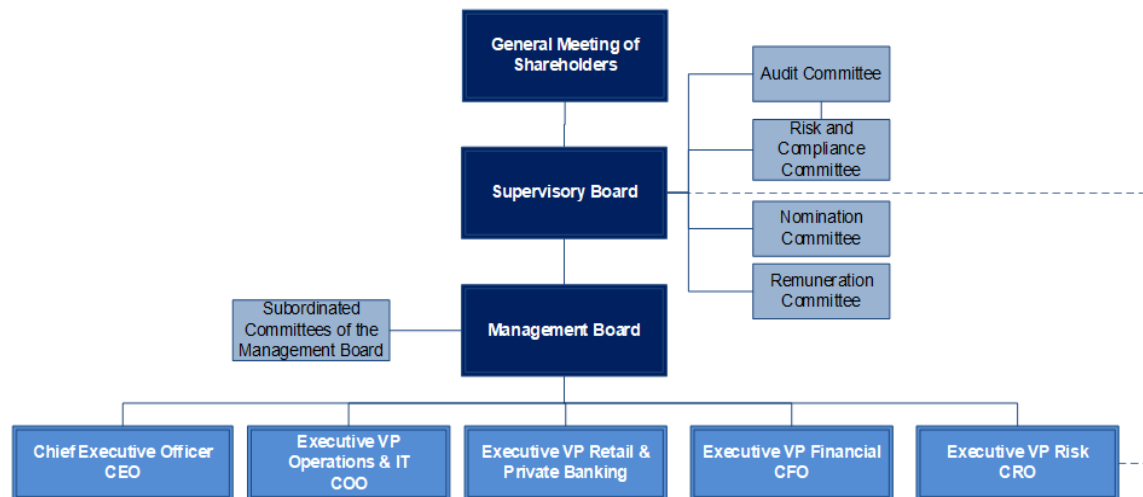 General Meeting of
Shareholders
Audit Committee
Risk and
Compliance
Committee
Supervisory Board
Nomination
Committee
Remuneration
Committee
Subordinated
Committees of the
Management Board
Management Board
Chief Executive Officer
CEO
Executive VP
Operations & IT
COO
Executive VP Retail &
Private Banking
Executive VP Financial
CFO
Executive VP Risk
CRO